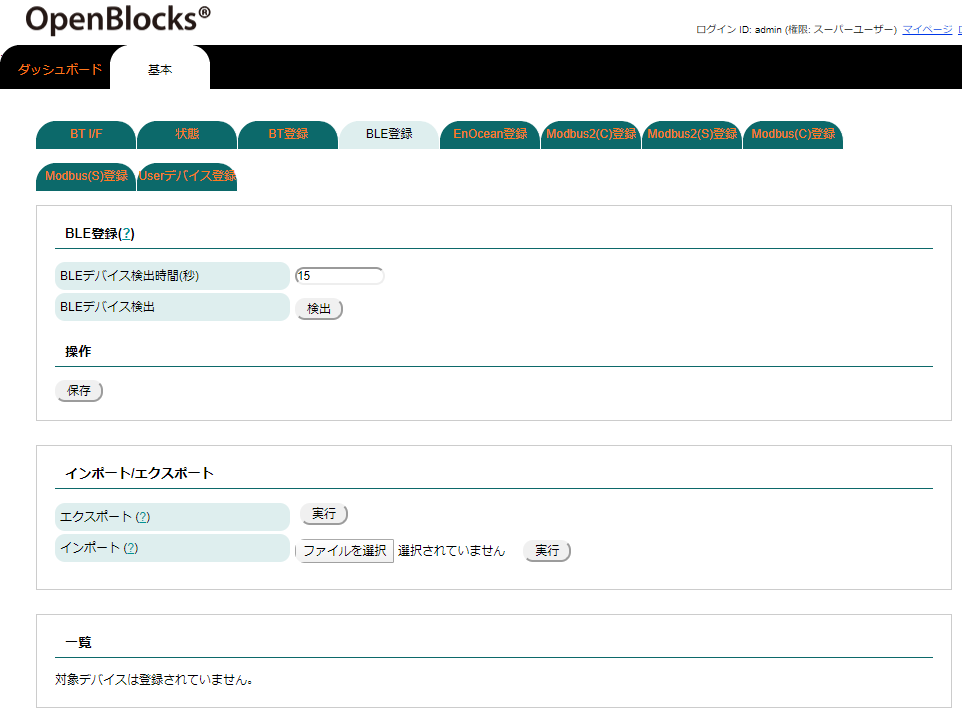 OpenBlocks®
ログイン ID: admin (権限: スーパーユーザー) マイページ
ダッシュボード 基本
BT I/F 状態 BT登録 BLE登録 EnOcean登録 Modbus2(C)登録 Modbus2(S)登録 Modbus(C)登録
Modbus(S)登録 Userデバイス登録
BLE登録(?)
BLEデバイス検出時間(秒) 15
BLEデバイス検出 検出
操作
保存
インポート/エクスポート
エクスポート (?) 実行
インポート (?) ファイルを選択 選択されていません 実行
一覧
対象デバイスは登録されていません。